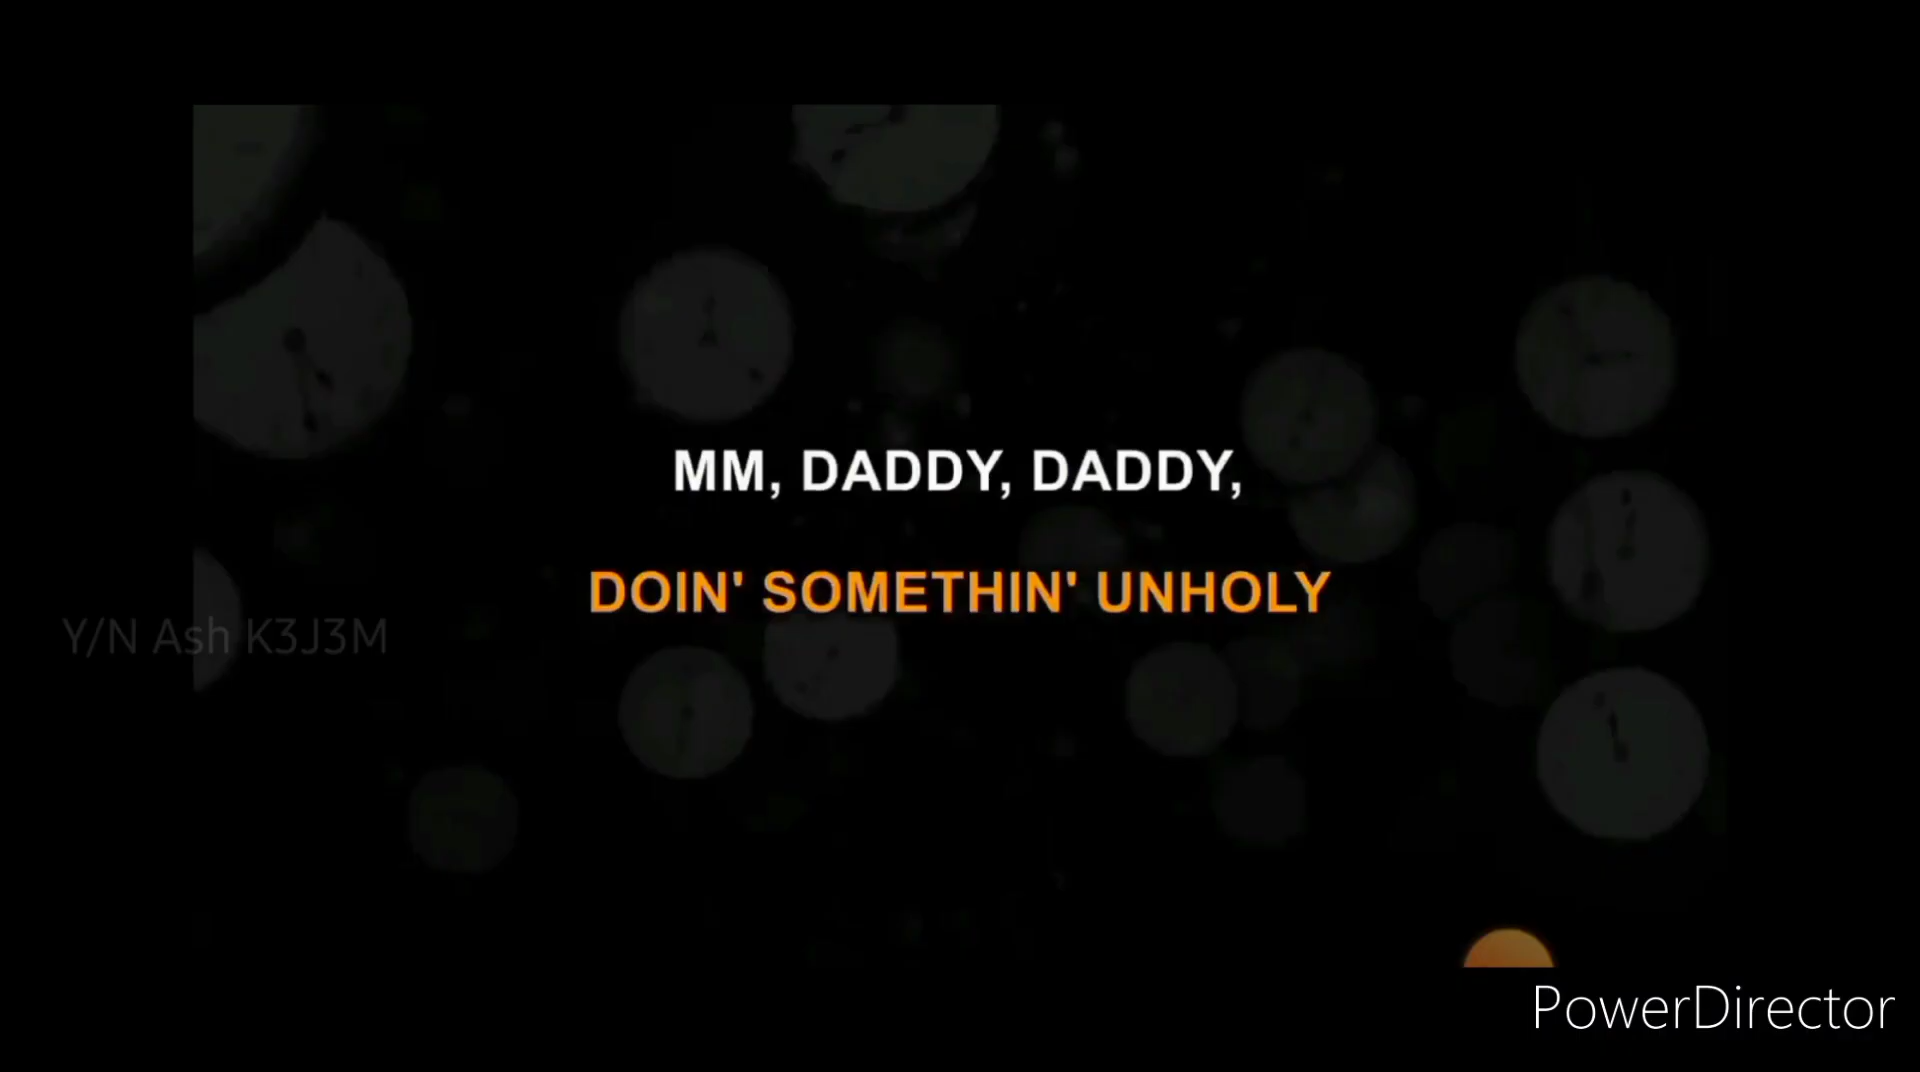 MM, DADDY, DADDY,
DOIN' SOMETHIN' UNHOLY
Y/N Ash K3J3M
PowerDirector